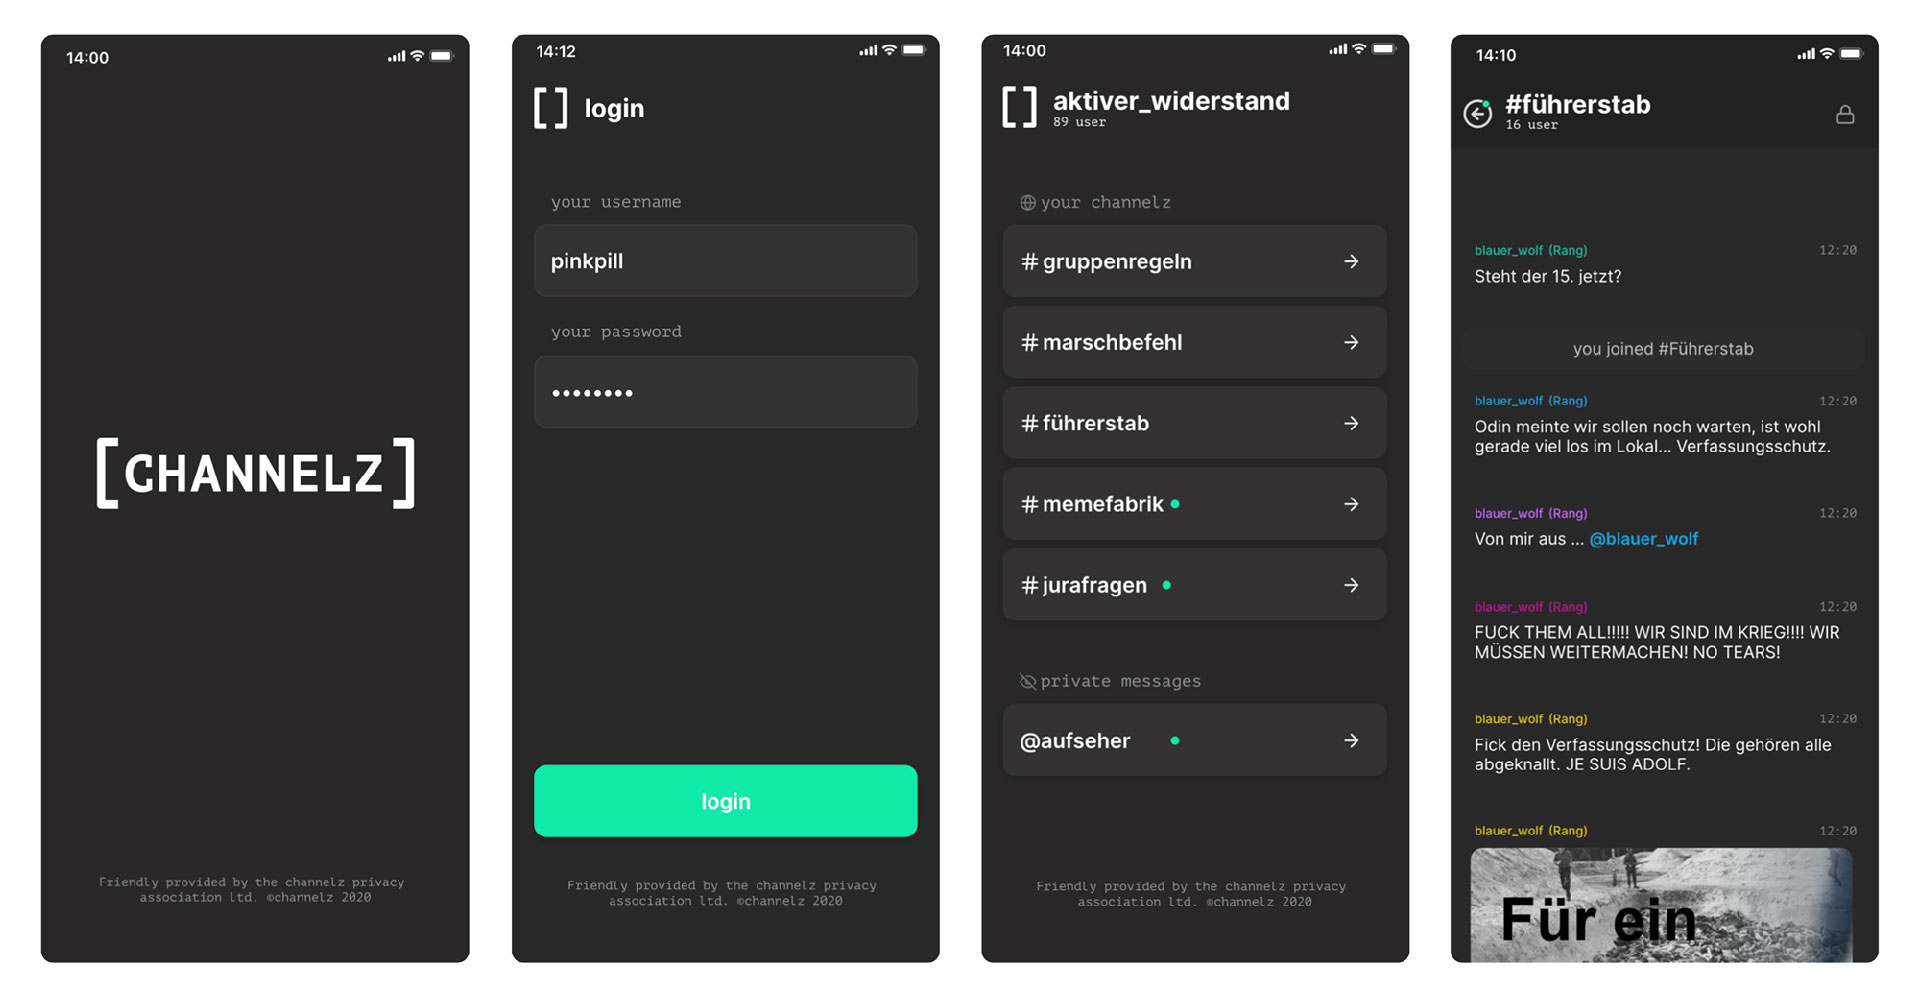 14:00
[CHANNELZ]
Friendly provided by the channelz privacy
association ltd. ©channelz 2020
14:12
[] login
your username
pinkpill
your password
••••••••
login
Friendly provided by the channelz privacy
association ltd. ©channelz 2020
14:00
[] aktiver_widerstand
89 user
your channelz
# gruppenregeln
# marschbefehl
# führerstab
# memefabrik
# jurafragen
private messages
@aufseher
Friendly provided by the channelz privacy
association ltd. ©channelz 2020
14:10
#führerstab
16 user
blauer_wolf (Rang) 12:20
Steht der 15. jetzt?
you joined #Führerstab
blauer_wolf (Rang) 12:20
Odin meinte wir sollen noch warten, ist wohl
gerade viel los im Lokal... Verfassungsschutz.
blauer_wolf (Rang) 12:20
Von mir aus ... @blauer_wolf
blauer_wolf (Rang) 12:20
FUCK THEM ALL!!!!! WIR SIND IM KRIEG!!!! WIR
MÜSSEN WEITERMACHEN! NO TEARS!
blauer_wolf (Rang) 12:20
Fick den Verfassungsschutz! Die gehören alle
abgeknallt. JE SUIS ADOLF.
blauer_wolf (Rang) 12:20
Für ein